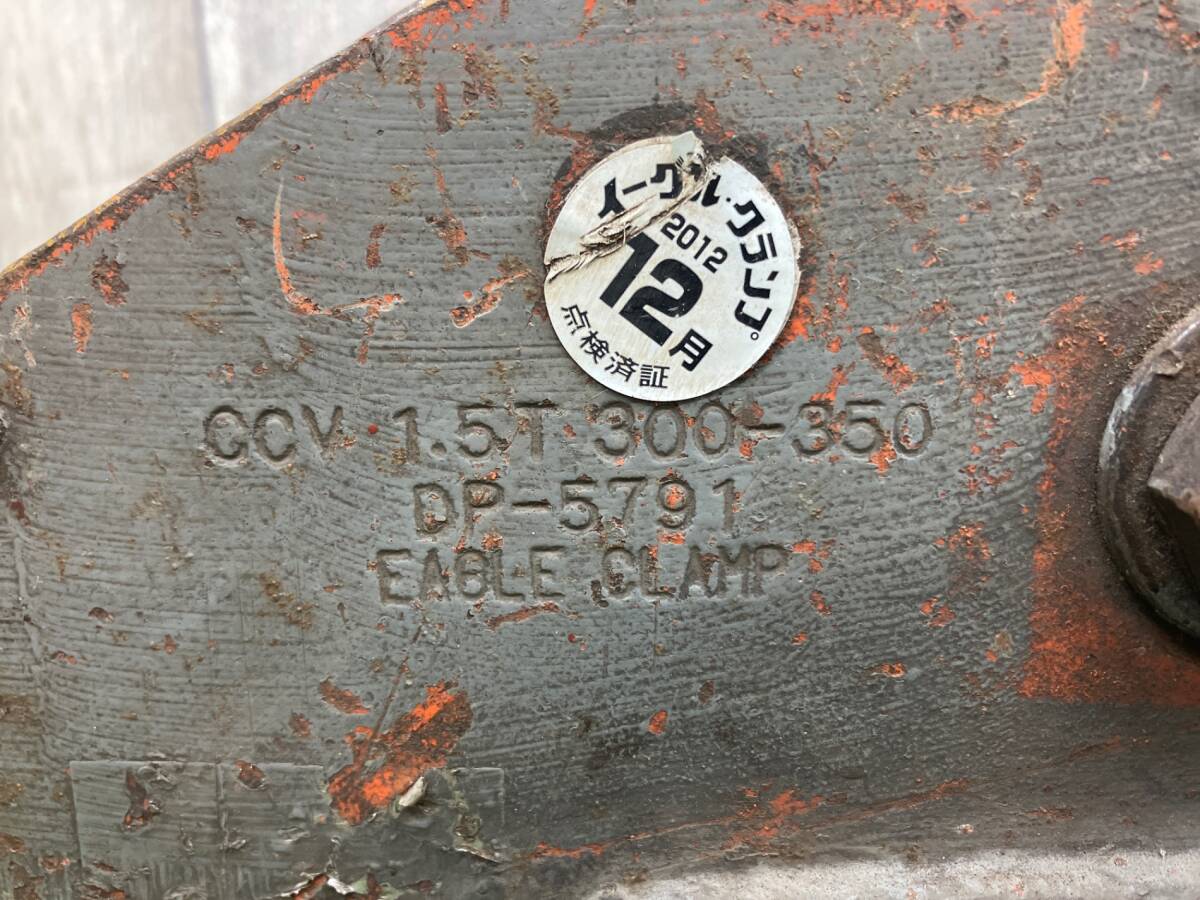 イーグル・クランプ
2012
12月
点検済証
CCV 1.5T 300-350
DP-5791
EAGLE CLAMP